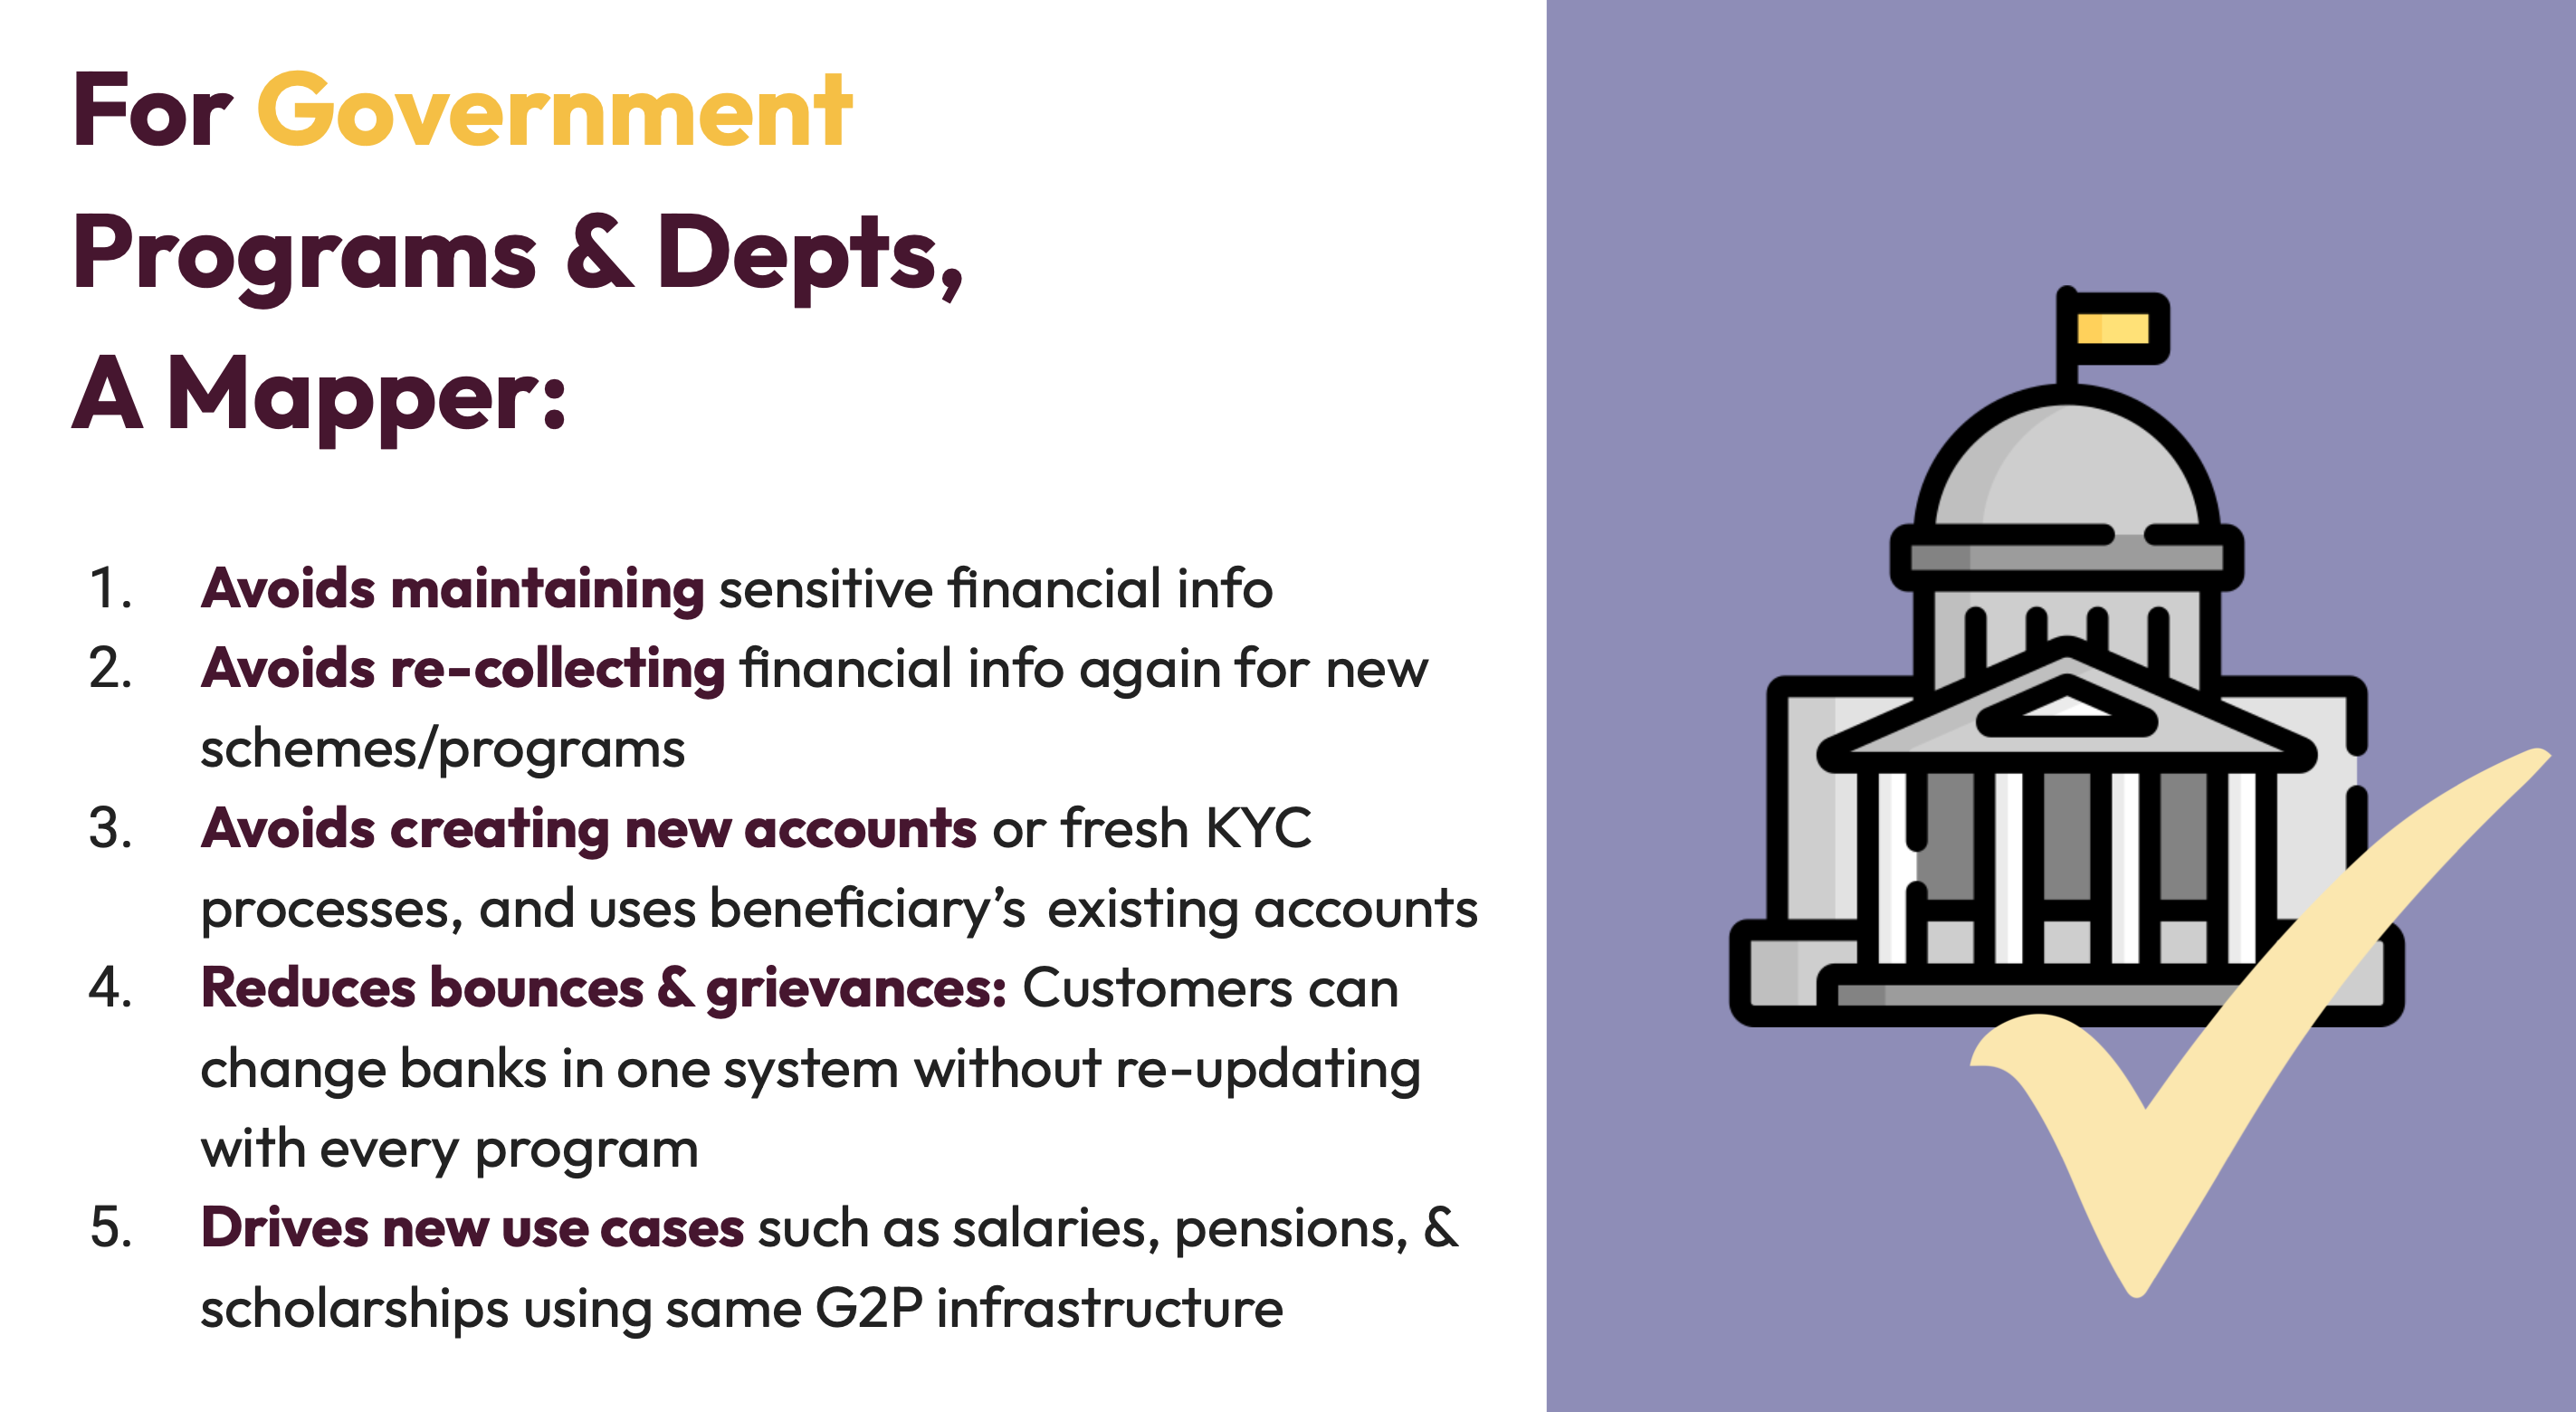 For Government
Programs & Depts,
A Mapper:
1. Avoids maintaining sensitive financial info
2. Avoids re-collecting financial info again for new
schemes/programs
3. Avoids creating new accounts or fresh KYC
processes, and uses beneficiary’s existing accounts
4. Reduces bounces & grievances: Customers can
change banks in one system without re-updating
with every program
5. Drives new use cases such as salaries, pensions, &
scholarships using same G2P infrastructure